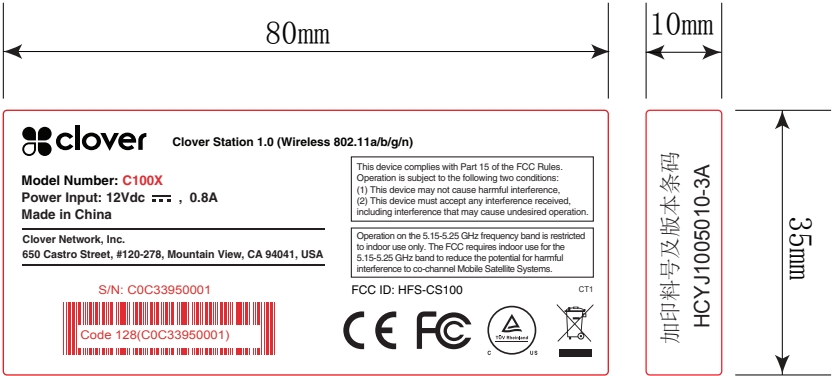 80mm
10mm
clover
Clover Station 1.0 (Wireless 802.11a/b/g/n)
Model Number: C100X
Power Input: 12Vdc , 0.8A
Made in China
Clover Network, Inc.
650 Castro Street, #120-278, Mountain View, CA 94041, USA
S/N: C0C33950001
Code 128(C0C33950001)
This device complies with Part 15 of the FCC Rules.
Operation is subject to the following two conditions:
(1) This device may not cause harmful interference,
(2) This device must accept any interference received,
including interference that may cause undesired operation.
Operation on the 5.15-5.25 GHz frequency band is restricted
to indoor use only. The FCC requires indoor use for the
5.15-5.25 GHz band to reduce the potential for harmful
interference to co-channel Mobile Satellite Systems.
FCC ID: HFS-CS100
CT1
CE FC
TÜVRheinland
C US
加印料号及版本条码
HCYJ1005010-3A
35mm